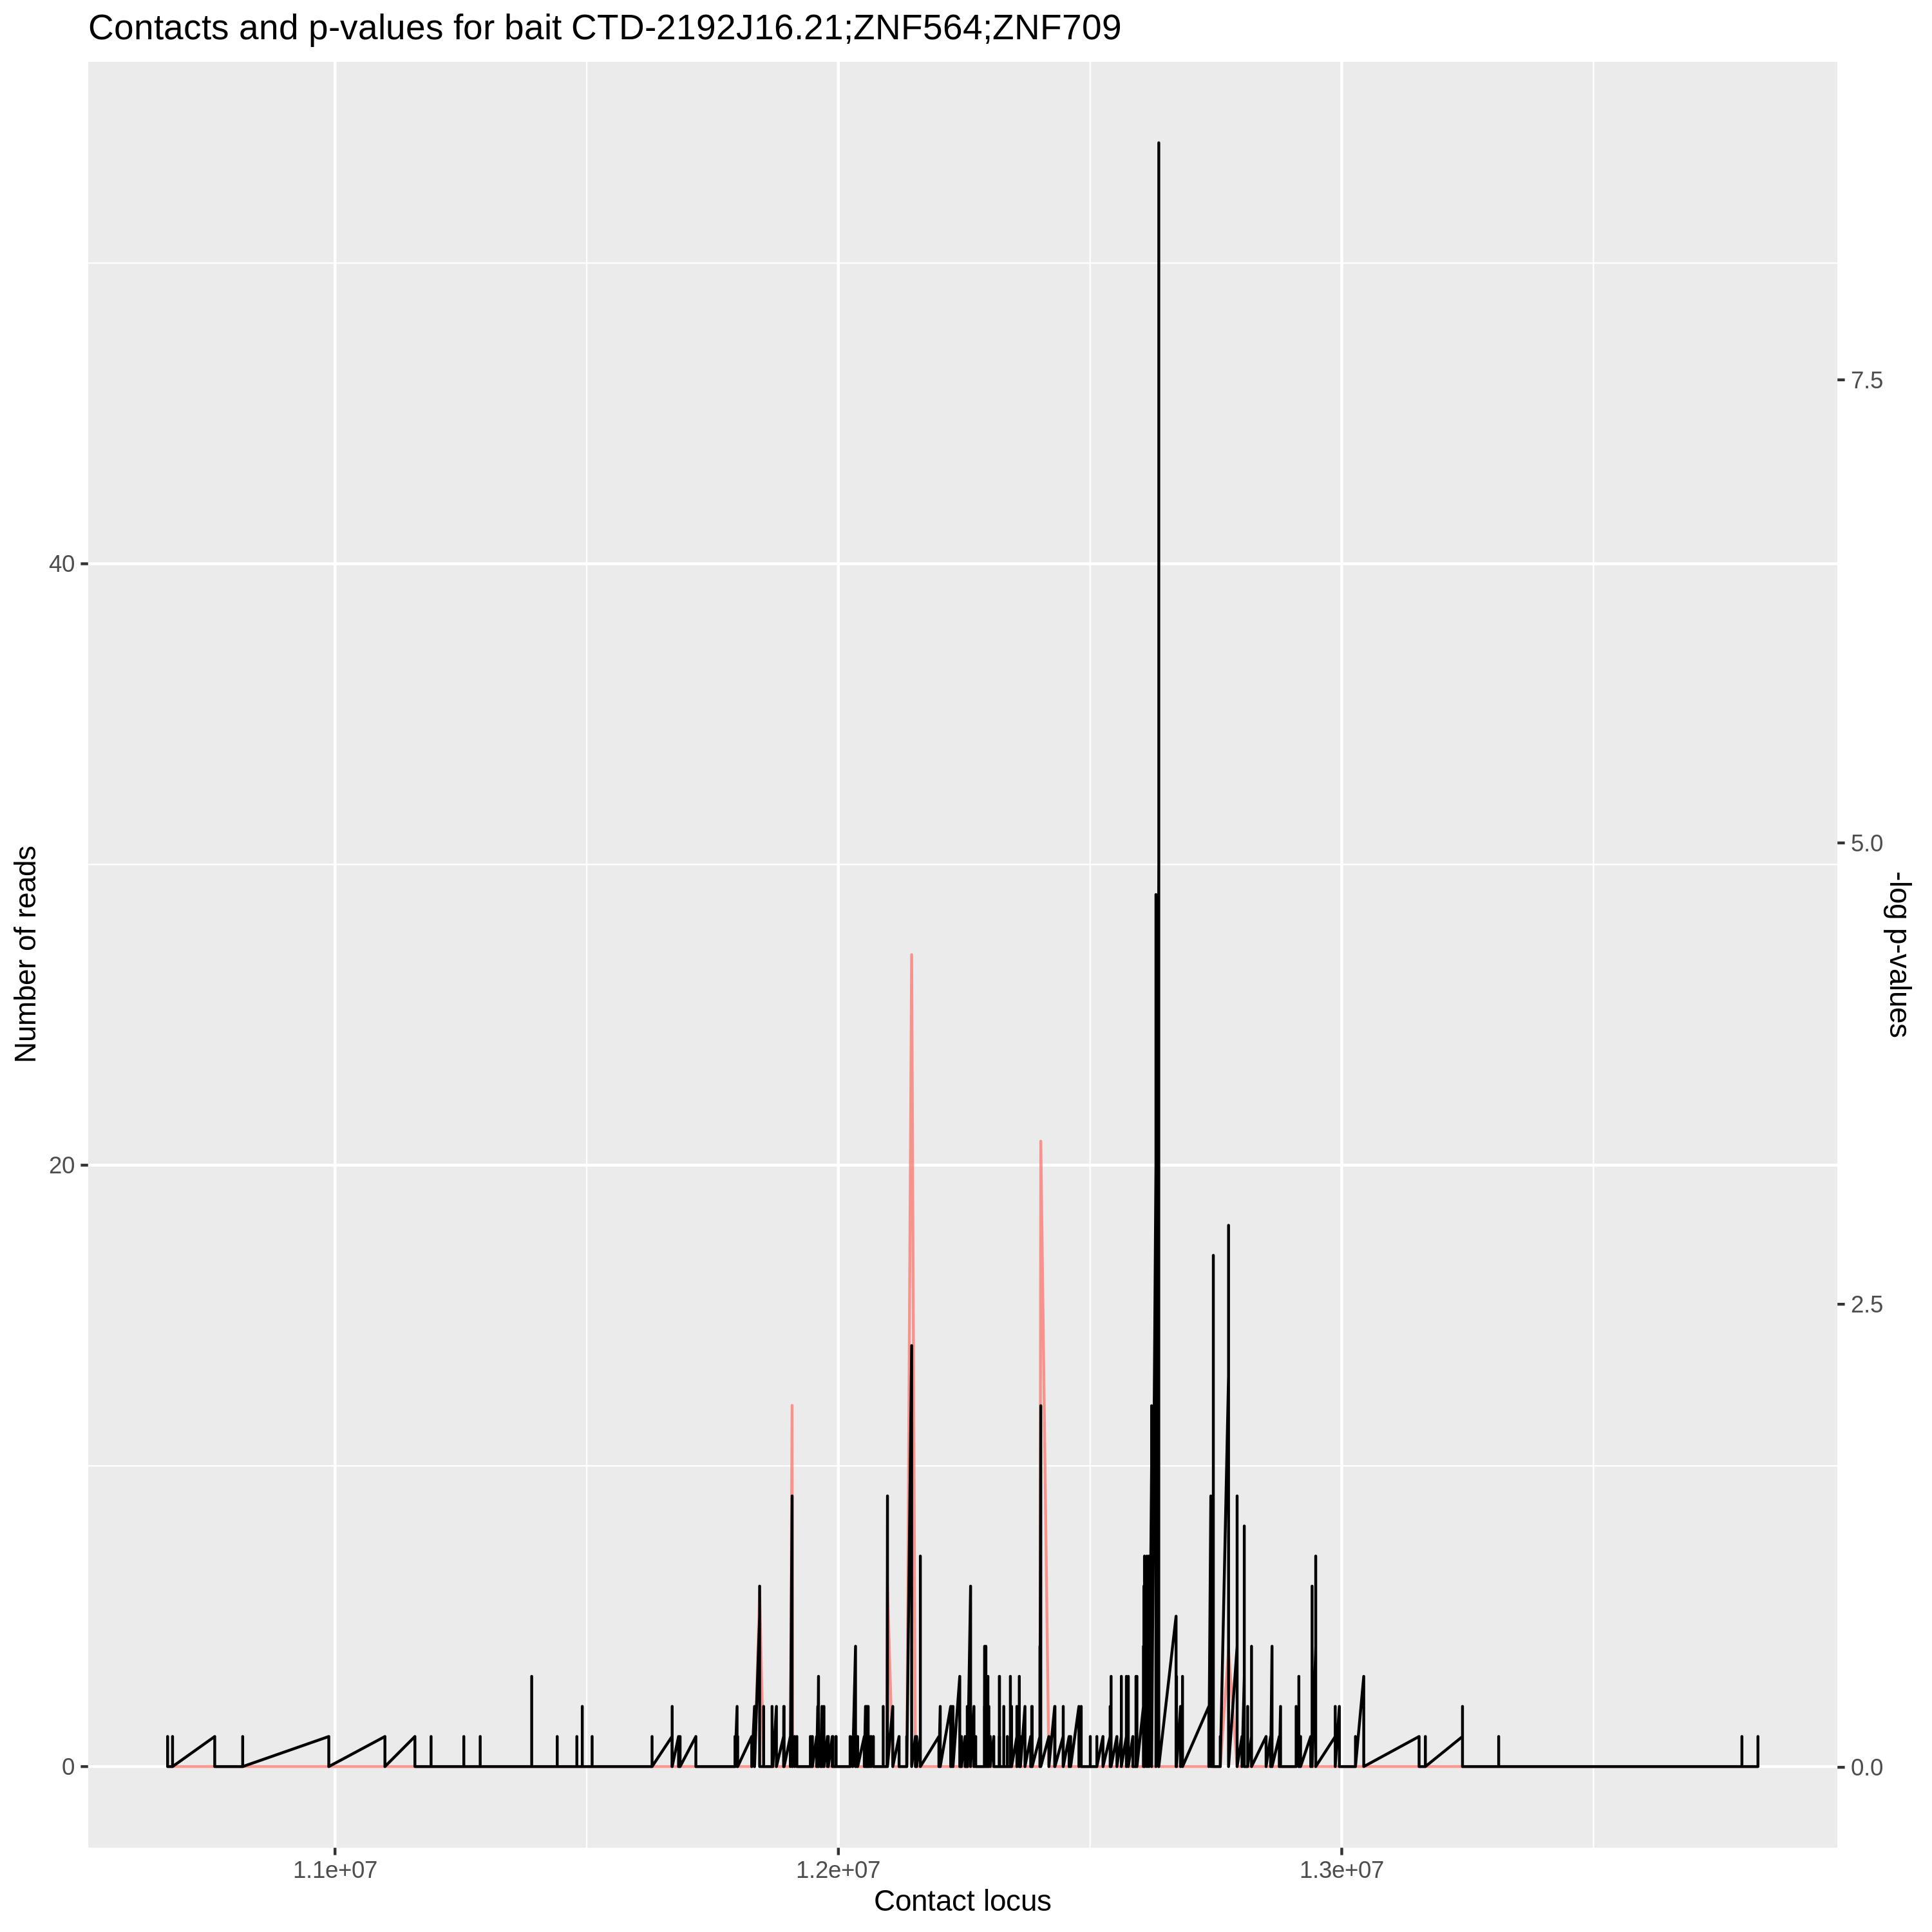 Contacts and p-values for bait CTD-2192J16.21;ZNF564;ZNF709
Number of reads
40
20
0
7.5
5.0
2.5
0.0
-log p-values
1.1e+07
1.2e+07
1.3e+07
Contact locus